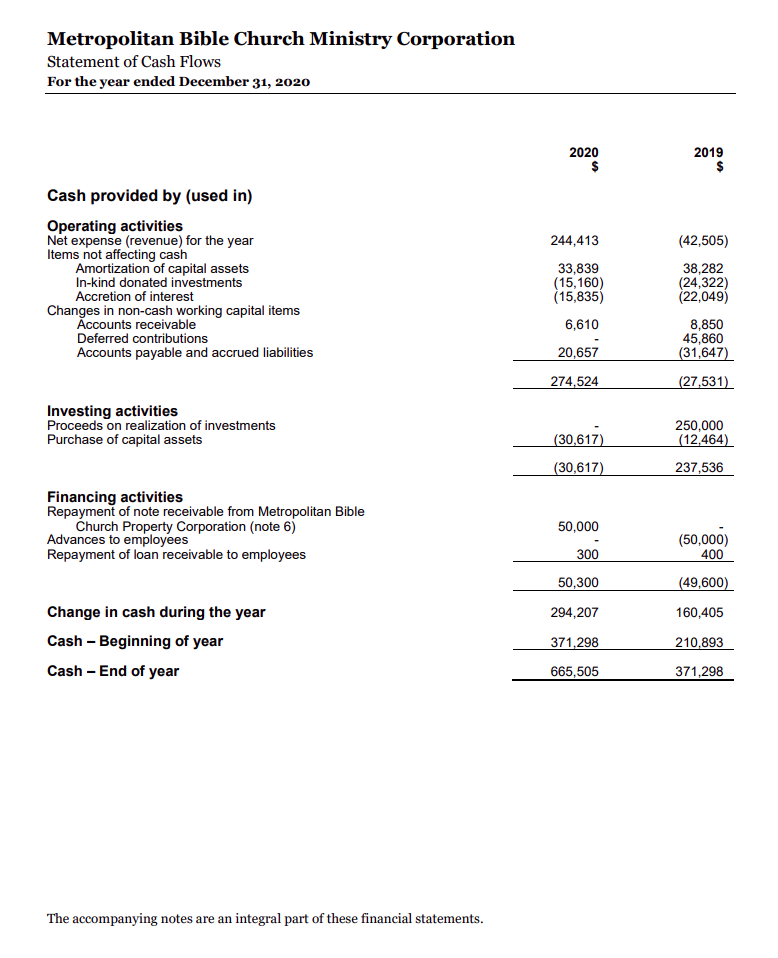 Metropolitan Bible Church Ministry Corporation
Statement of Cash Flows
For the year ended December 31, 2020
2020 2019
$ $
Cash provided by (used in)
Operating activities
Net expense (revenue) for the year 244,413 (42,505)
Items not affecting cash
Amortization of capital assets 33,839 38,282
In-kind donated investments (15,160) (24,322)
Accretion of interest (15,835) (22,049)
Changes in non-cash working capital items
Accounts receivable 6,610 8,850
Deferred contributions - 45,860
Accounts payable and accrued liabilities 20,657 (31,647)
274,524 (27,531)
Investing activities
Proceeds on realization of investments - 250,000
Purchase of capital assets (30,617) (12,464)
(30,617) 237,536
Financing activities
Repayment of note receivable from Metropolitan Bible
Church Property Corporation (note 6) 50,000 -
Advances to employees - (50,000)
Repayment of loan receivable to employees 300 400
50,300 (49,600)
Change in cash during the year 294,207 160,405
Cash – Beginning of year 371,298 210,893
Cash – End of year 665,505 371,298
The accompanying notes are an integral part of these financial statements.